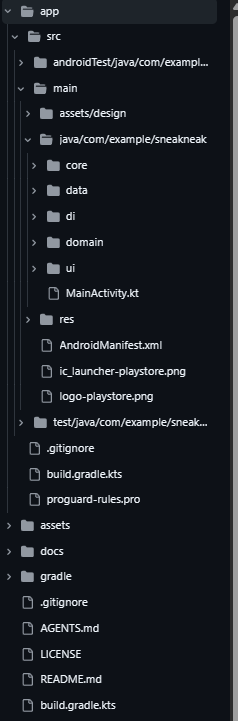 app
src
androidTest/java/com/exampl...
main
assets/design
java/com/example/sneakneak
core
data
di
domain
ui
MainActivity.kt
res
AndroidManifest.xml
ic_launcher-playstore.png
logo-playstore.png
test/java/com/example/sneak...
.gitignore
build.gradle.kts
proguard-rules.pro
assets
docs
gradle
.gitignore
AGENTS.md
LICENSE
README.md
build.gradle.kts